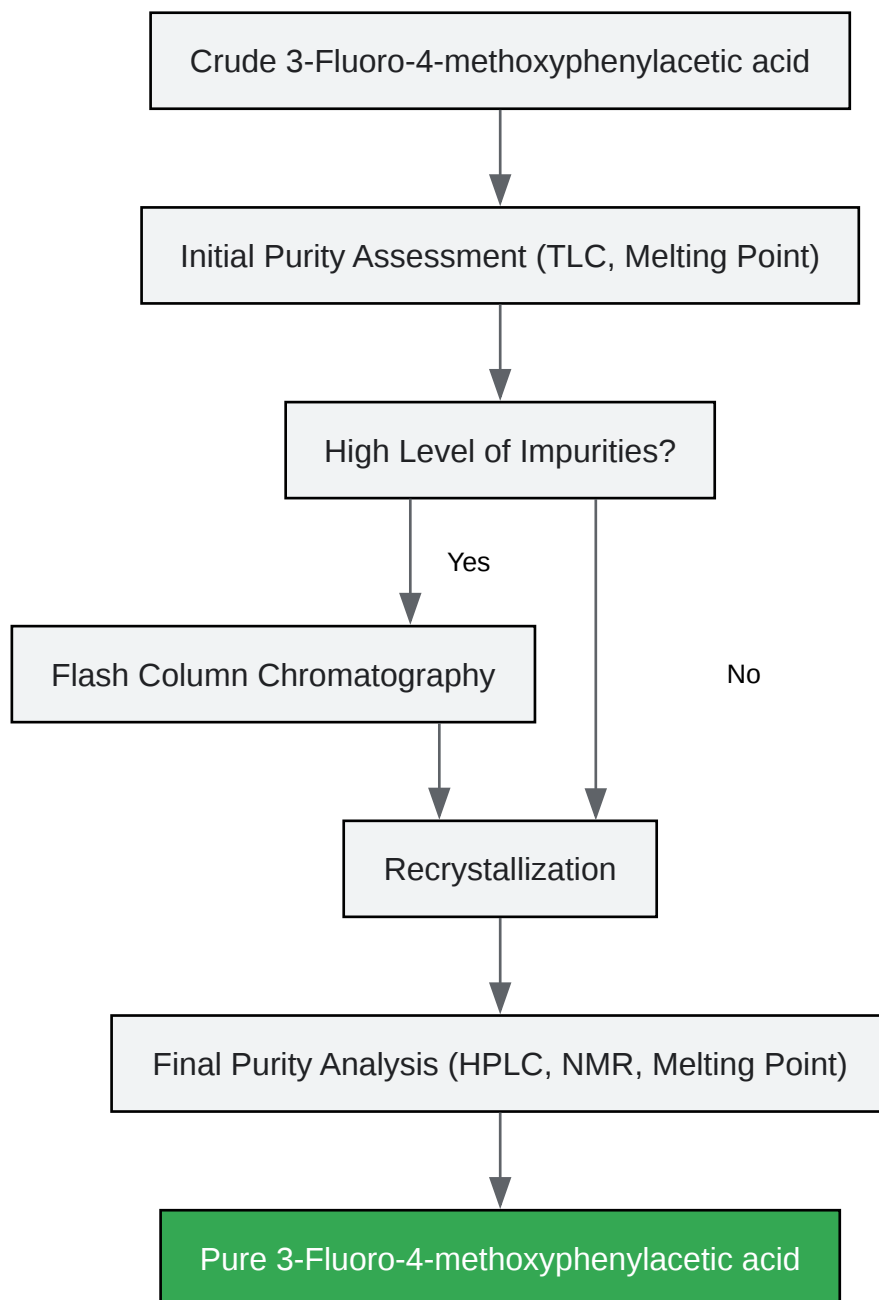 Crude 3-Fluoro-4-methoxyphenylacetic acid
Initial Purity Assessment (TLC, Melting Point)
High Level of Impurities?
Yes
Flash Column Chromatography
No
Recrystallization
Final Purity Analysis (HPLC, NMR, Melting Point)
Pure 3-Fluoro-4-methoxyphenylacetic acid